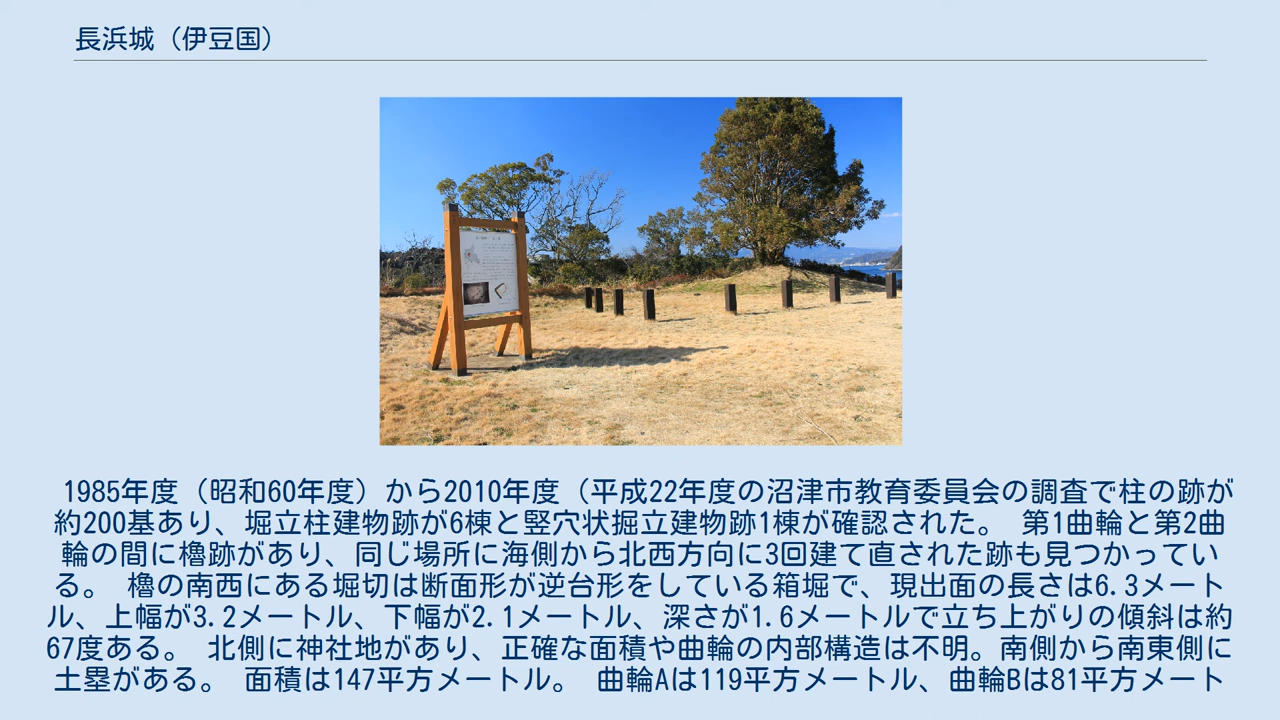 長浜城（伊豆国）
1985年度（昭和60年度）から2010年度（平成22年度の沼津市教育委員会の調査で柱の跡が
約200基あり、堀立柱建物跡が6棟と竪穴状掘立建物跡1棟が確認された。 第1曲輪と第2曲
輪の間に櫓跡があり、同じ場所に海側から北西方向に3回建て直された跡も見つかってい
る。 櫓の南西にある堀切は断面形が逆台形をしている箱堀で、現出面の長さは6.3メート
ル、上幅が3.2メートル、下幅が2.1メートル、深さが1.6メートルで立ち上がりの傾斜は約
67度ある。 北側に神社地があり、正確な面積や曲輪の内部構造は不明。南側から南東側に
土塁がある。 面積は147平方メートル。 曲輪Aは119平方メートル、曲輪Bは81平方メート